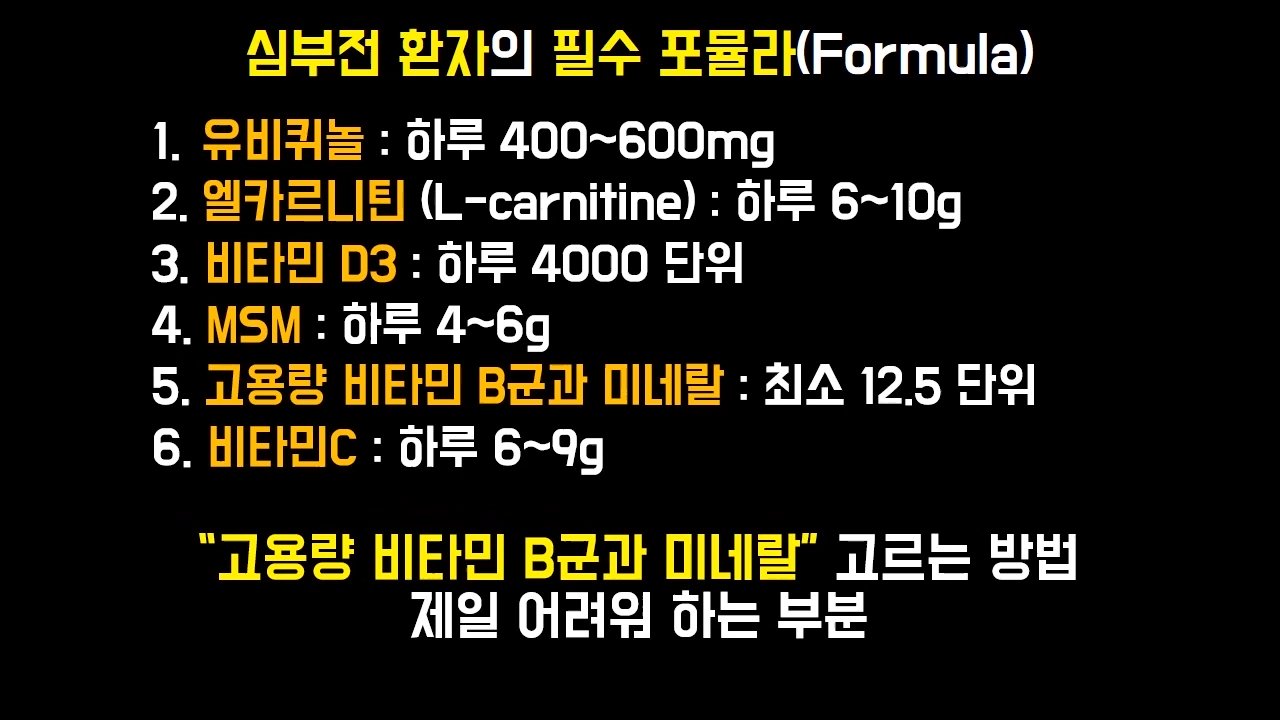 심부전 환자의 필수 포뮬라(Formula)
1. 유비퀴놀 : 하루 400~600mg
2. 엘카르니틴 (L-carnitine) : 하루 6~10g
3. 비타민 D3 : 하루 4000 단위
4. MSM : 하루 4~6g
5. 고용량 비타민 B군과 미네랄 : 최소 12.5 단위
6. 비타민C : 하루 6~9g
“고용량 비타민 B군과 미네랄” 고르는 방법
제일 어려워 하는 부분